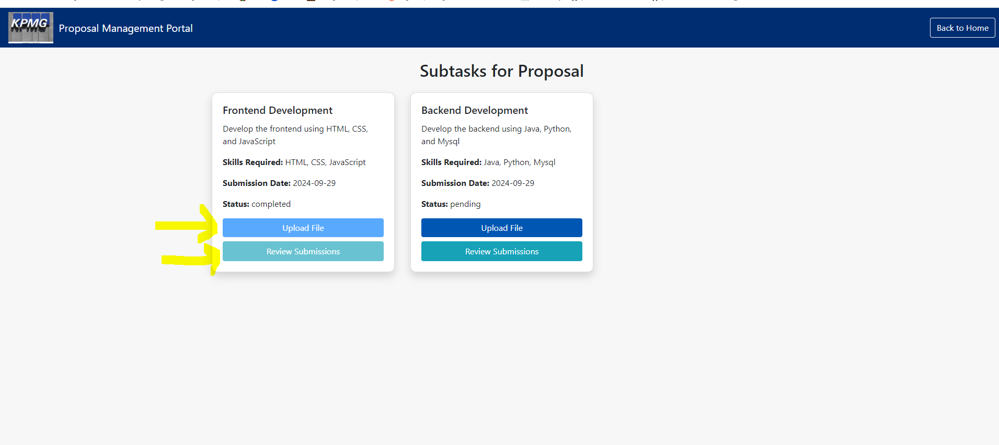 KPMG
KPMG
Proposal Management Portal
Back to Home
Subtasks for Proposal
Frontend Development
Develop the frontend using HTML, CSS,
and JavaScript
Skills Required: HTML, CSS, JavaScript
Submission Date: 2024-09-29
Status: completed
Upload File
Review Submissions
Backend Development
Develop the backend using Java, Python,
and Mysql
Skills Required: Java, Python, Mysql
Submission Date: 2024-09-29
Status: pending
Upload File
Review Submissions